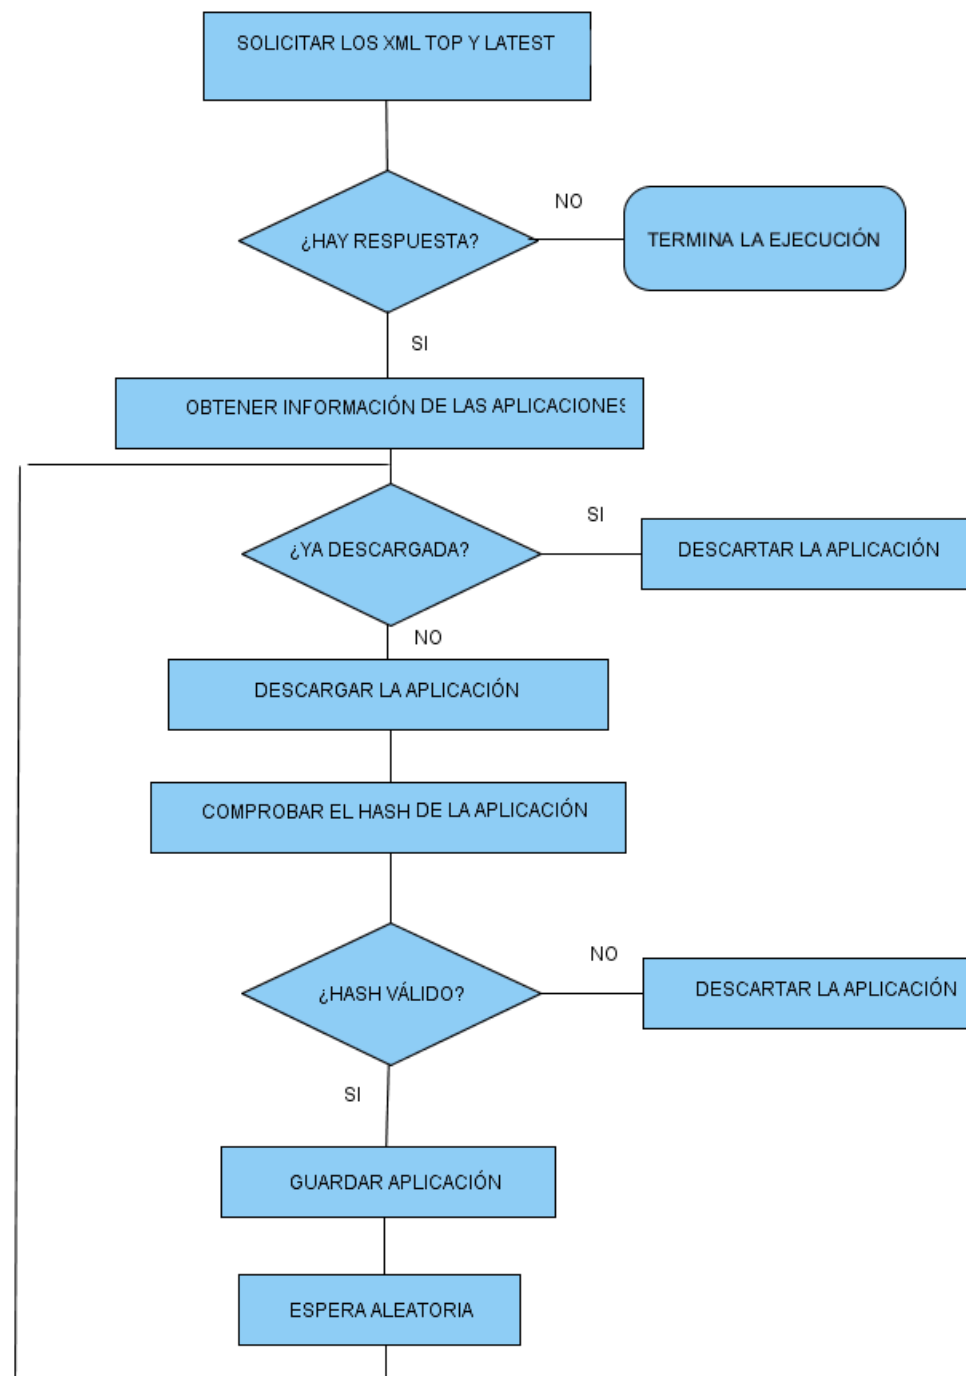 SOLICITAR LOS XML TOP Y LATEST
¿HAY RESPUESTA?
NO
TERMINA LA EJECUCIÓN
SI
OBTENER INFORMACIÓN DE LAS APLICACIONES
¿YA DESCARGADA?
SI
DESCARTAR LA APLICACIÓN
NO
DESCARGAR LA APLICACIÓN
COMPROBAR EL HASH DE LA APLICACIÓN
¿HASH VÁLIDO?
NO
DESCARTAR LA APLICACIÓN
SI
GUARDAR APLICACIÓN
ESPERA ALEATORIA